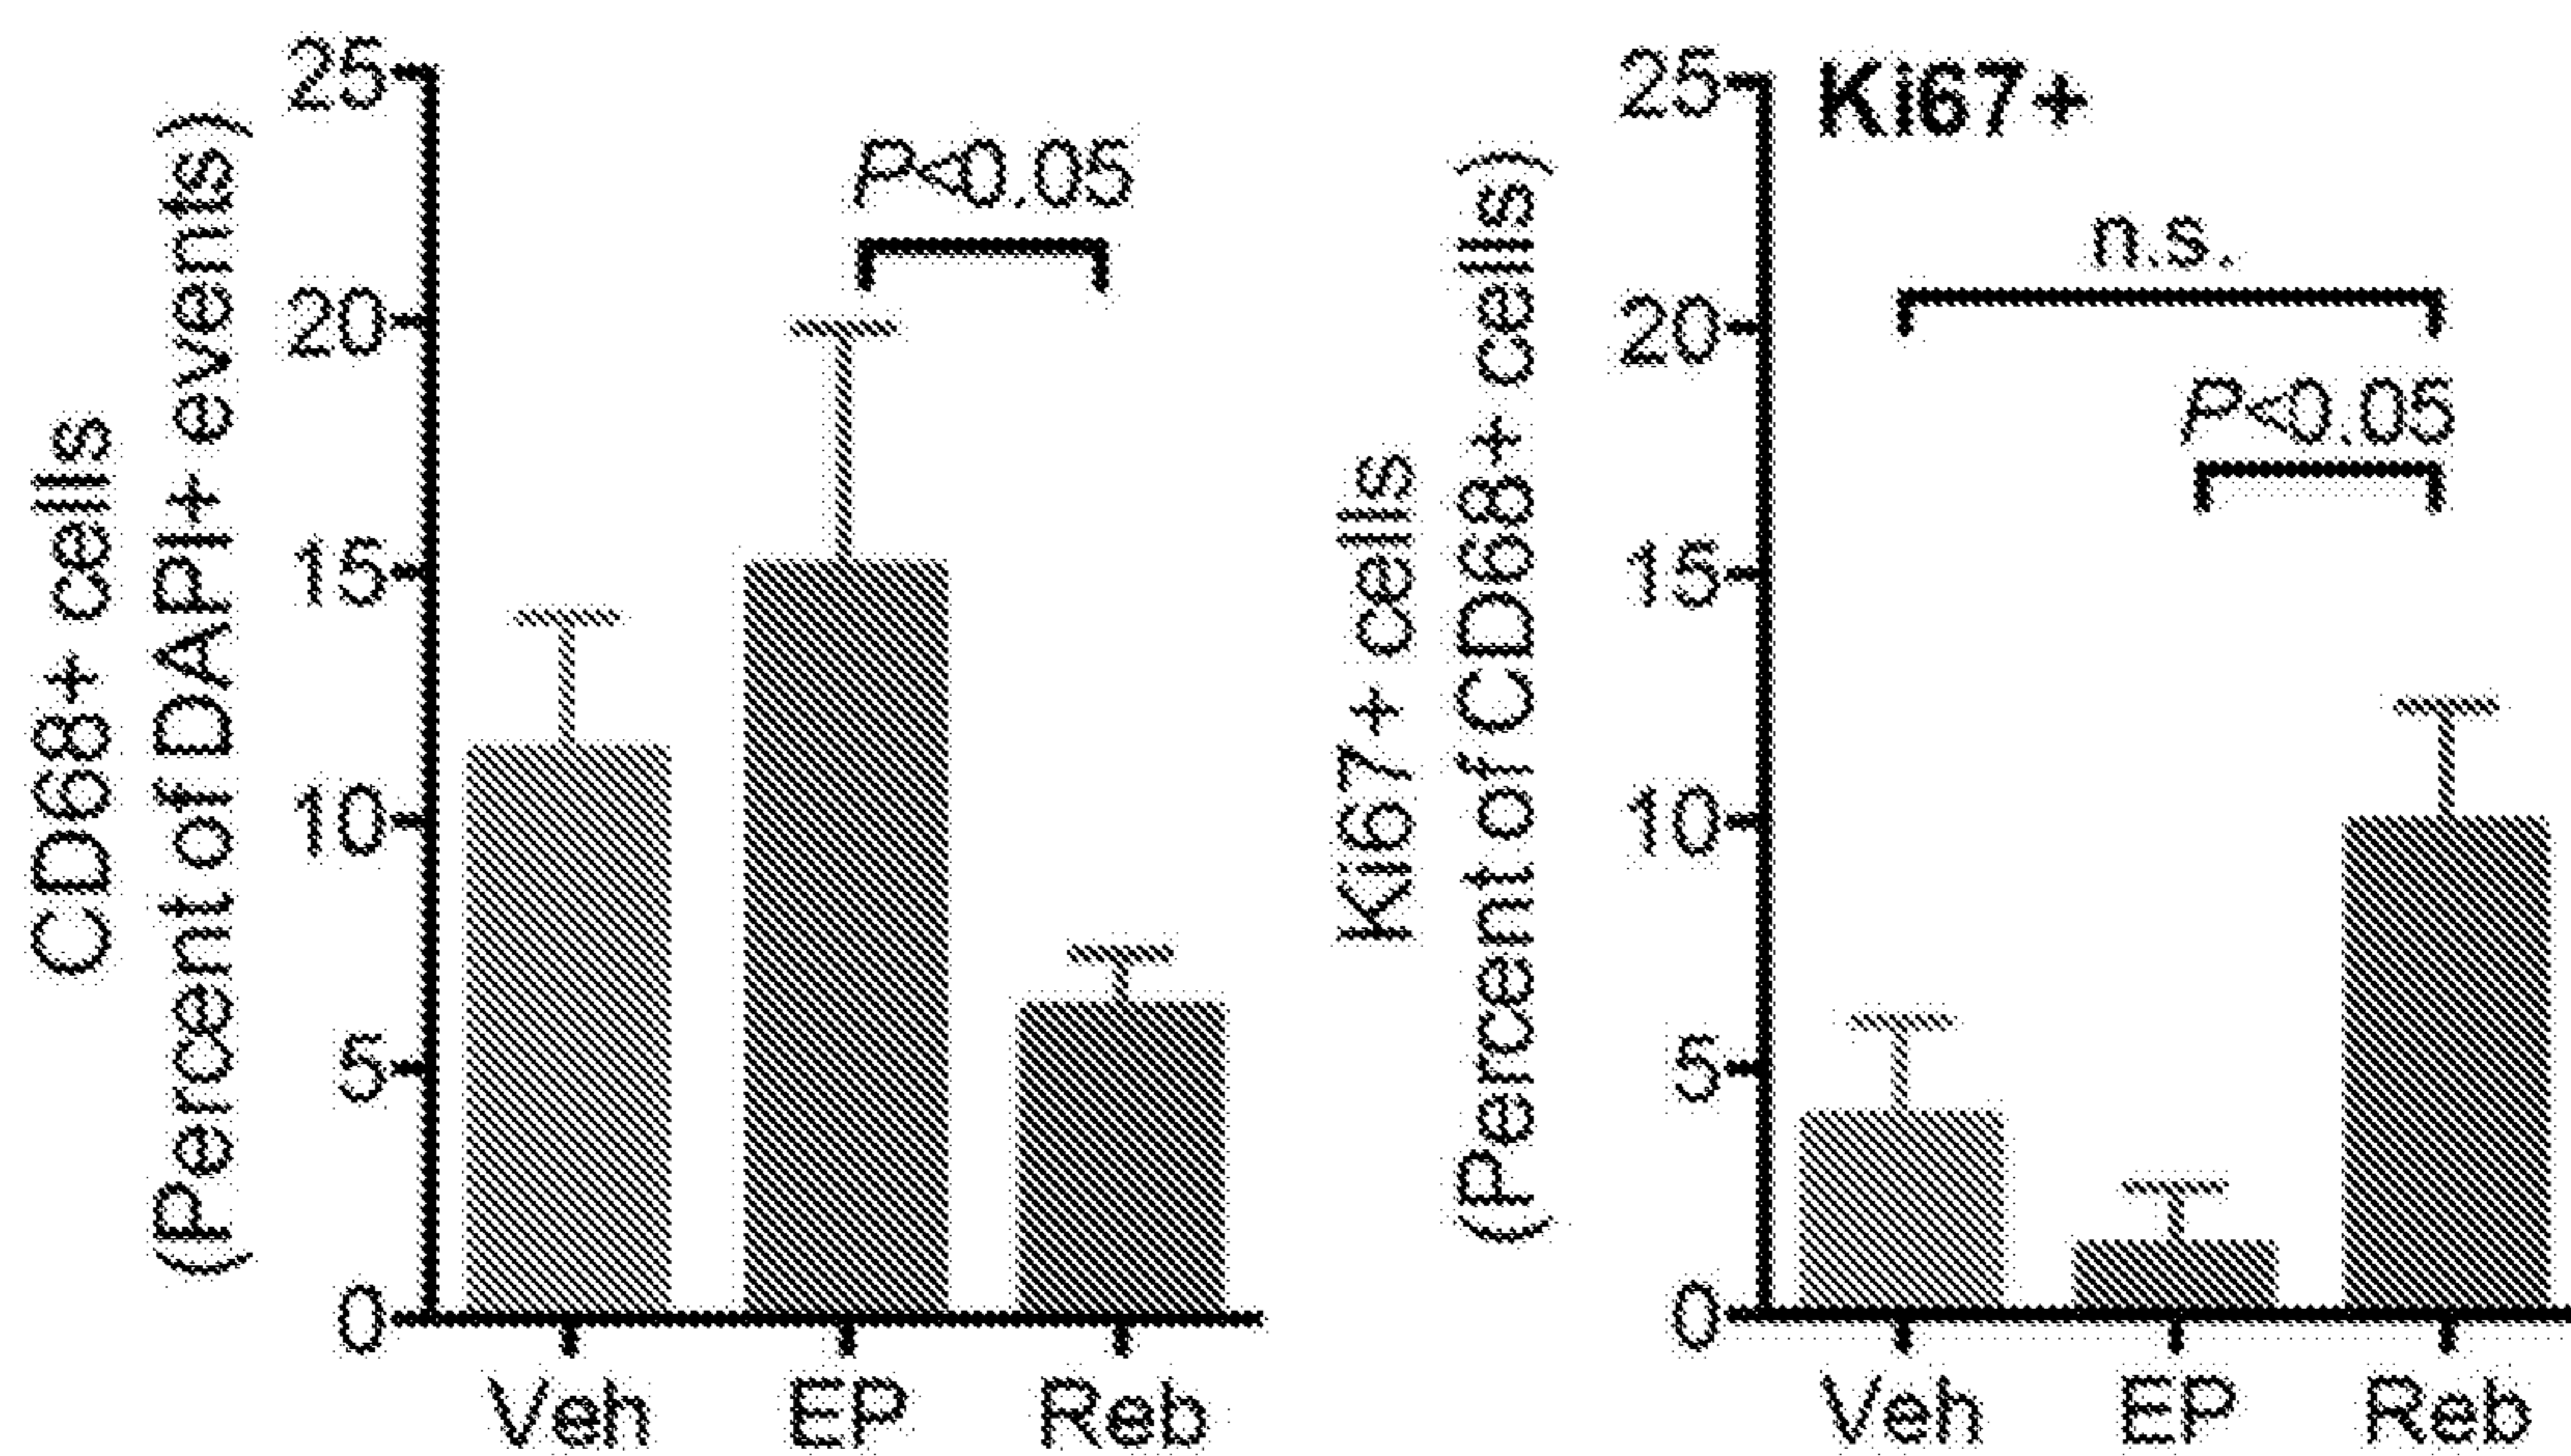 CD68+ cells
(Percent of DAPI+ events)
25
20
15
10
5
0
P<0.05
Veh EP Reb
Ki67+ cells
(Percent of CD68+ cells)
25
20
15
10
5
0
Ki67+
n.s.
P<0.05
Veh EP Reb